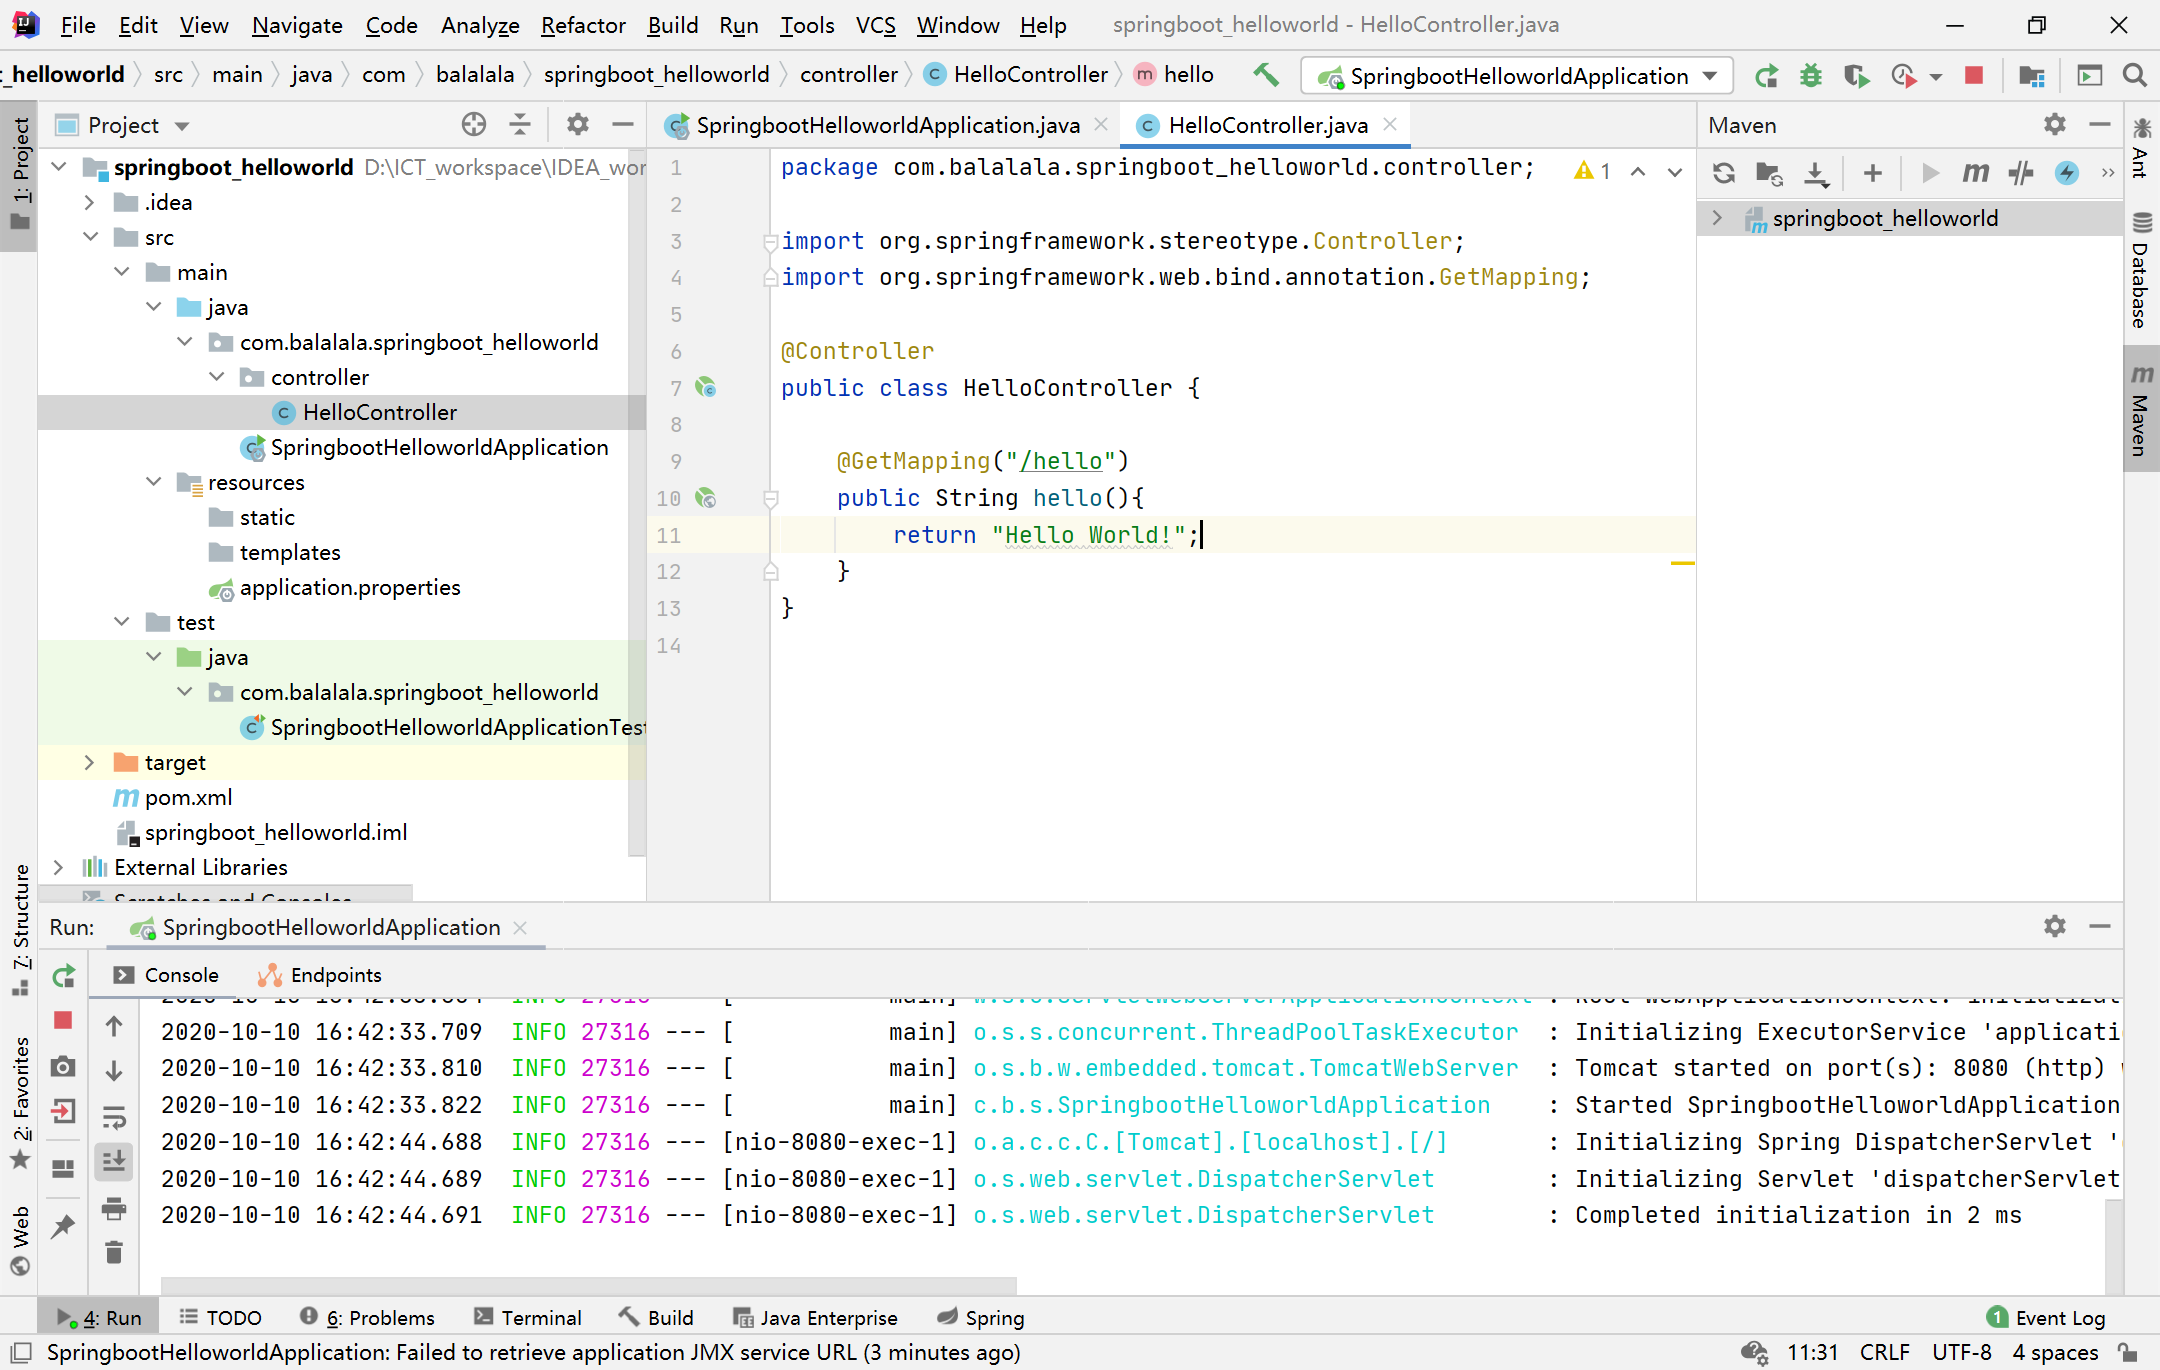 File Edit View Navigate Code Analyze Refactor Build Run Tools VCS Window Help springboot_helloworld - HelloController.java
t_helloworld src main java com balalala springboot_helloworld controller HelloController hello SpringbootHelloworldApplication
Project
SpringbootHelloworldApplication.java HelloController.java
Maven
1: Project
7: Structure
2: Favorites
Web
springboot_helloworld D:\ICT_workspace\IDEA_wor
.idea
src
main
java
com.balalala.springboot_helloworld
controller
HelloController
SpringbootHelloworldApplication
resources
static
templates
application.properties
test
java
com.balalala.springboot_helloworld
SpringbootHelloworldApplicationTest
target
pom.xml
springboot_helloworld.iml
External Libraries
Scratches and Consoles
1 package com.balalala.springboot_helloworld.controller;
1
2
3 import org.springframework.stereotype.Controller;
4 import org.springframework.web.bind.annotation.GetMapping;
5
6 @Controller
7 public class HelloController {
8
9 @GetMapping("/hello")
10 public String hello(){
11 return "Hello World!";
12 }
13 }
14
springboot_helloworld
Ant
Database
Maven
Run: SpringbootHelloworldApplication
Console Endpoints
2020-10-10 16:42:33.709 INFO 27316 --- [ main] o.s.s.concurrent.ThreadPoolTaskExecutor : Initializing ExecutorService 'applicati
2020-10-10 16:42:33.810 INFO 27316 --- [ main] o.s.b.w.embedded.tomcat.TomcatWebServer : Tomcat started on port(s): 8080 (http) w
2020-10-10 16:42:33.822 INFO 27316 --- [ main] c.b.s.SpringbootHelloworldApplication : Started SpringbootHelloworldApplication
2020-10-10 16:42:44.688 INFO 27316 --- [nio-8080-exec-1] o.a.c.c.C.[Tomcat].[localhost].[/] : Initializing Spring DispatcherServlet '
2020-10-10 16:42:44.689 INFO 27316 --- [nio-8080-exec-1] o.s.web.servlet.DispatcherServlet : Initializing Servlet 'dispatcherServlet
2020-10-10 16:42:44.691 INFO 27316 --- [nio-8080-exec-1] o.s.web.servlet.DispatcherServlet : Completed initialization in 2 ms
4: Run TODO 6: Problems Terminal Build Java Enterprise Spring 1 Event Log
SpringbootHelloworldApplication: Failed to retrieve application JMX service URL (3 minutes ago) 11:31 CRLF UTF-8 4 spaces